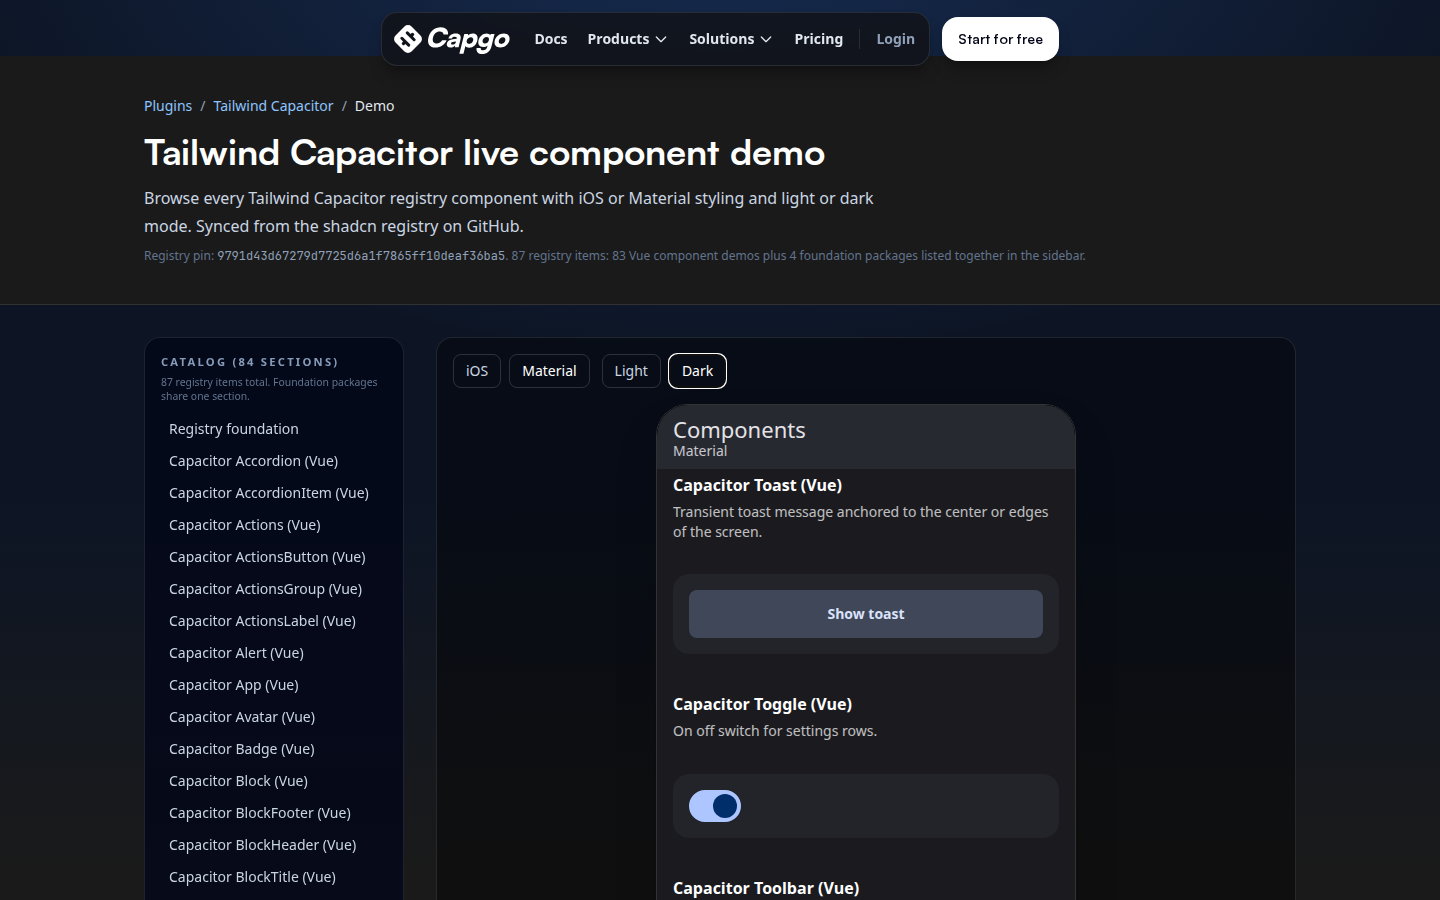 Capgo
Docs
Products
Solutions
Pricing
Login
Start for free
Plugins / Tailwind Capacitor / Demo
Tailwind Capacitor live component demo
Browse every Tailwind Capacitor registry component with iOS or Material styling and light or dark
mode. Synced from the shadcn registry on GitHub.
Registry pin: 9791d43d67279d7725d6a1f7865ff10deaf36ba5. 87 registry items: 83 Vue component demos plus 4 foundation packages listed together in the sidebar.
CATALOG (84 SECTIONS)
87 registry items total. Foundation packages
share one section.
Registry foundation
Capacitor Accordion (Vue)
Capacitor AccordionItem (Vue)
Capacitor Actions (Vue)
Capacitor ActionsButton (Vue)
Capacitor ActionsGroup (Vue)
Capacitor ActionsLabel (Vue)
Capacitor Alert (Vue)
Capacitor App (Vue)
Capacitor Avatar (Vue)
Capacitor Badge (Vue)
Capacitor Block (Vue)
Capacitor BlockFooter (Vue)
Capacitor BlockHeader (Vue)
Capacitor BlockTitle (Vue)
iOS
Material
Light
Dark
Components
Material
Capacitor Toast (Vue)
Transient toast message anchored to the center or edges
of the screen.
Show toast
Capacitor Toggle (Vue)
On off switch for settings rows.
Capacitor Toolbar (Vue)